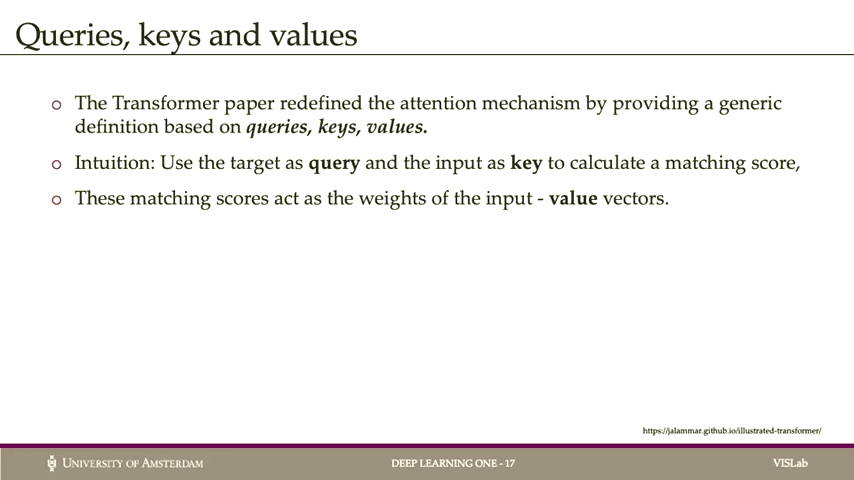 Queries, keys and values
The Transformer paper redefined the attention mechanism by providing a generic
definition based on queries, keys, values.
Intuition: Use the target as query and the input as key to calculate a matching score,
These matching scores act as the weights of the input - value vectors.
https://jalammar.github.io/illustrated-transformer/
UNIVERSITY OF AMSTERDAM
DEEP LEARNING ONE - 17
VISLab